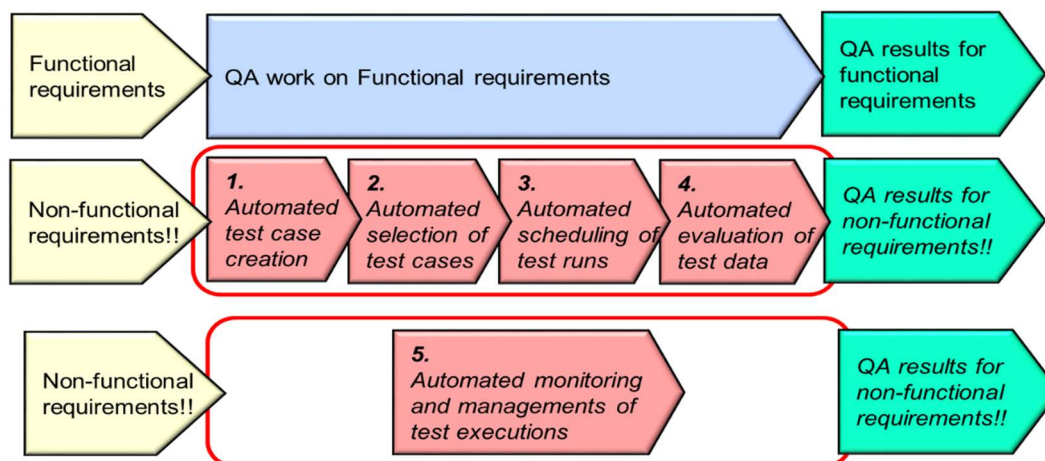 Functional
requirements
QA work on Functional requirements
QA results for
functional
requirements
Non-functional
requirements!!
1.
Automated
test case
creation
2.
Automated
selection of
test cases
3.
Automated
scheduling of
test runs
4.
Automated
evaluation of
test data
QA results for
non-functional
requirements!!
Non-functional
requirements!!
5.
Automated monitoring
and managements of
test executions
QA results for
non-functional
requirements!!